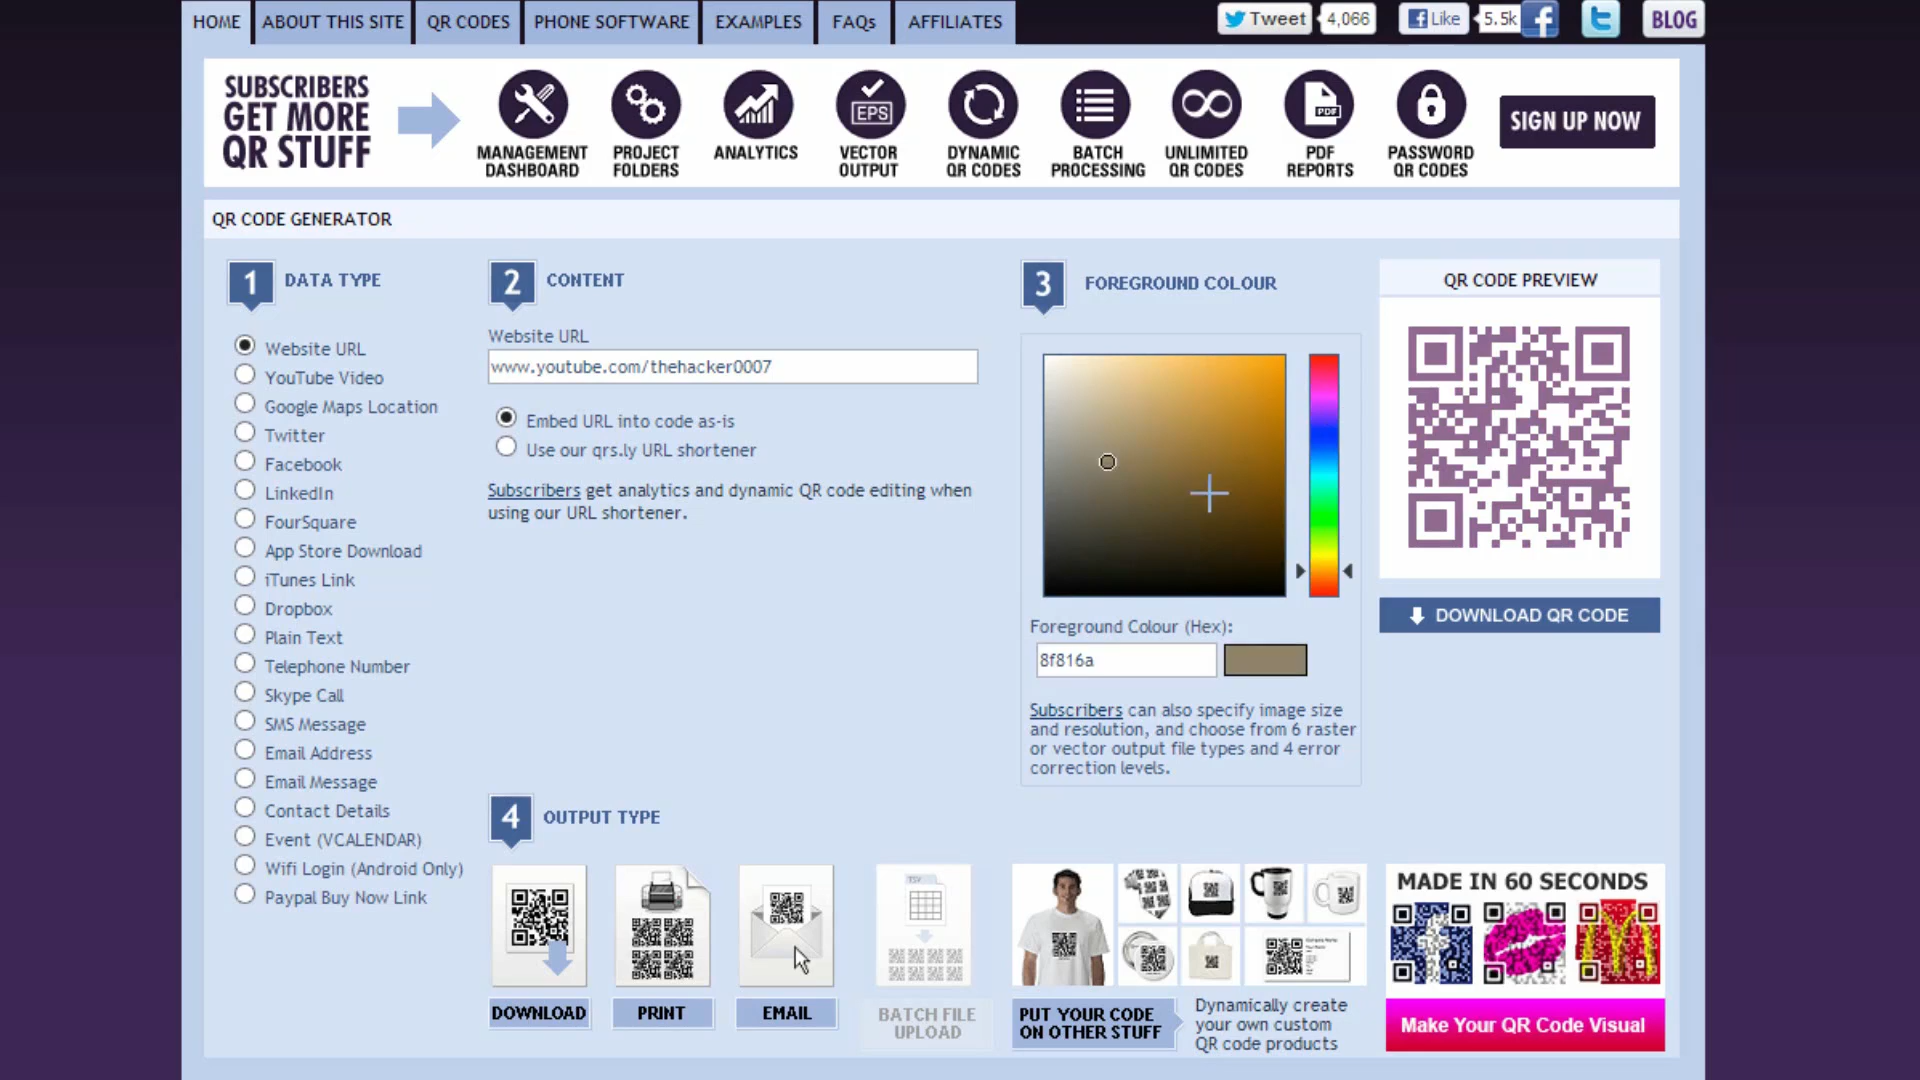 HOME
ABOUT THIS SITE
QR CODES
PHONE SOFTWARE
EXAMPLES
FAQs
AFFILIATES
Tweet
4,066
Like
5.5k
BLOG
SUBSCRIBERS
GET MORE
QR STUFF
MANAGEMENT
DASHBOARD
PROJECT
FOLDERS
ANALYTICS
EPS
VECTOR
OUTPUT
DYNAMIC
QR CODES
BATCH
PROCESSING
UNLIMITED
QR CODES
PDF
PDF
REPORTS
PASSWORD
QR CODES
SIGN UP NOW
QR CODE GENERATOR
1 DATA TYPE
Website URL
YouTube Video
Google Maps Location
Twitter
Facebook
LinkedIn
FourSquare
App Store Download
iTunes Link
Dropbox
Plain Text
Telephone Number
Skype Call
SMS Message
Email Address
Email Message
Contact Details
Event (VCALENDAR)
Wifi Login (Android Only)
Paypal Buy Now Link
2 CONTENT
Website URL
www.youtube.com/thehacker0007
Embed URL into code as-is
Use our qrs.ly URL shortener
Subscribers get analytics and dynamic QR code editing when
using our URL shortener.
3 FOREGROUND COLOUR
Foreground Colour (Hex):
8f816a
Subscribers can also specify image size
and resolution, and choose from 6 raster
or vector output file types and 4 error
correction levels.
QR CODE PREVIEW
DOWNLOAD QR CODE
4 OUTPUT TYPE
DOWNLOAD
PRINT
EMAIL
TSV
BATCH FILE
UPLOAD
PUT YOUR CODE
ON OTHER STUFF
Dynamically create
your own custom
QR code products
MADE IN 60 SECONDS
Make Your QR Code Visual